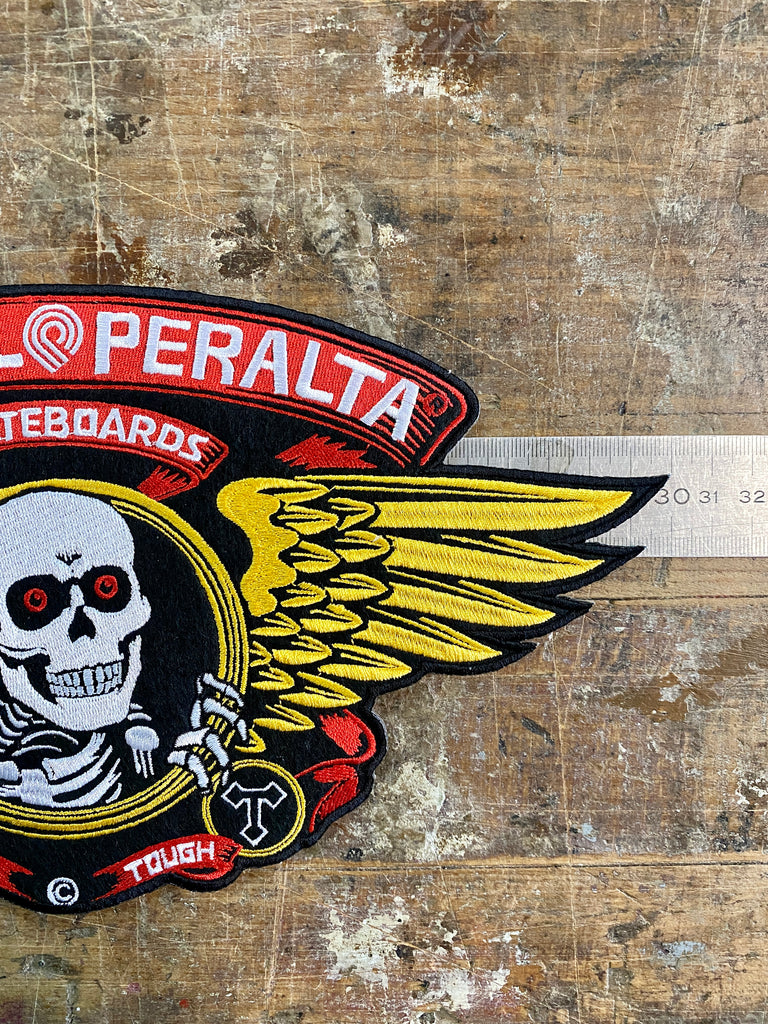 L PERALTA
TEBOARDS
30 31 32
T
TOUGH
©